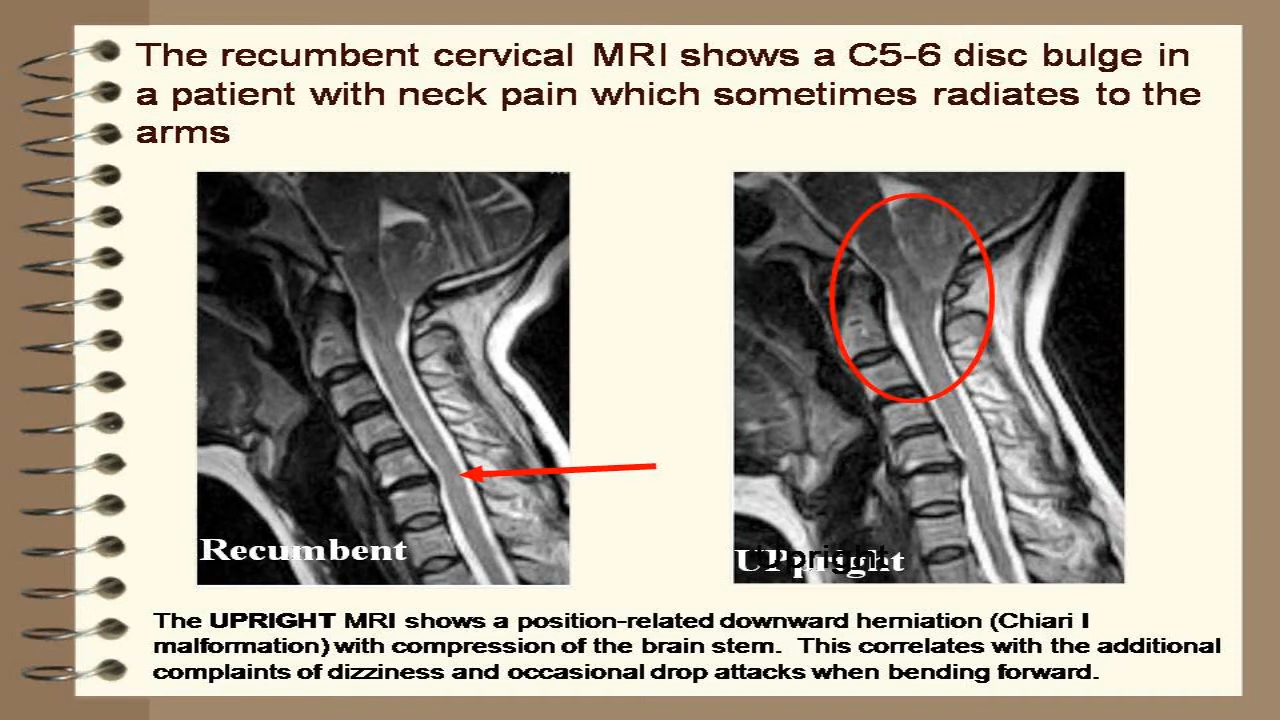 The recumbent cervical MRI shows a C5-6 disc bulge in
a patient with neck pain which sometimes radiates to the
arms
Recumbent
UPright
Upright
The UPRIGHT MRI shows a position-related downward herniation (Chiari I
malformation) with compression of the brain stem.  This correlates with the additional
complaints of dizziness and occasional drop attacks when bending forward.